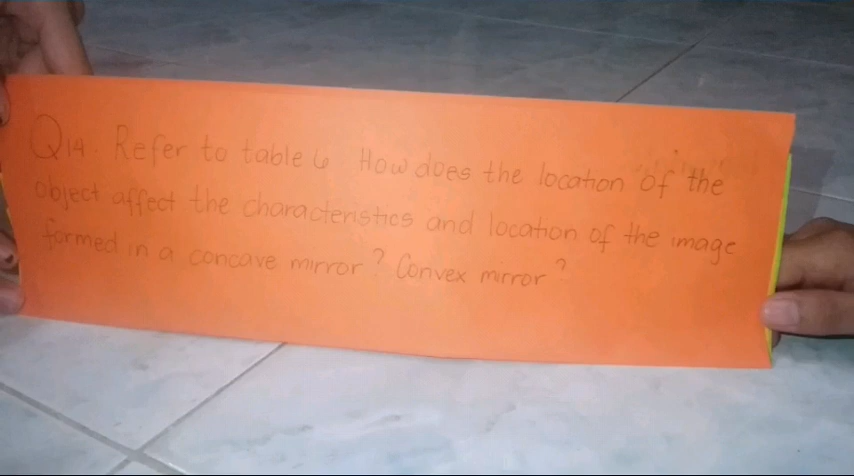 Q14. Refer to table 6 How does the location of the
object affect the characteristics and location of the image
formed in a concave mirror? Convex mirror?